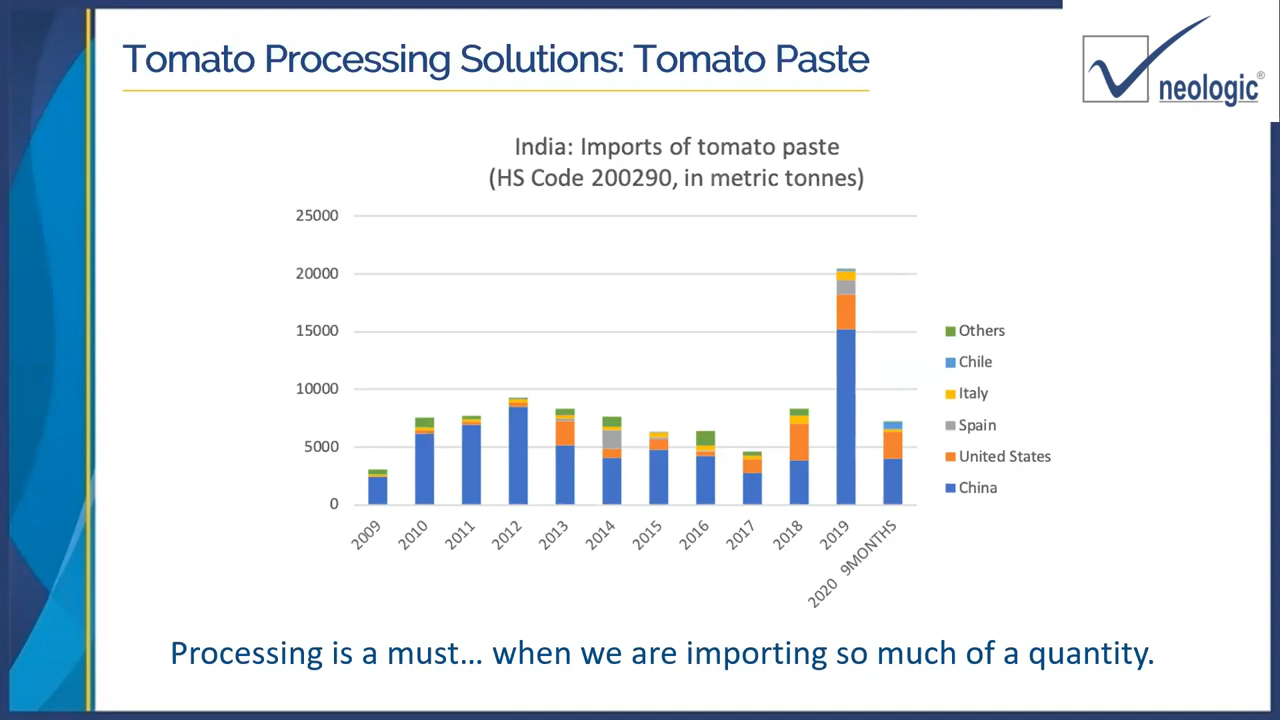 Tomato Processing Solutions: Tomato Paste
neologic®
India: Imports of tomato paste
(HS Code 200290, in metric tonnes)
25000
20000
15000
10000
5000
0
2009
2010
2011
2012
2013
2014
2015
2016
2017
2018
2019
2020 9MONTHS
Others
Chile
Italy
Spain
United States
China
Processing is a must... when we are importing so much of a quantity.